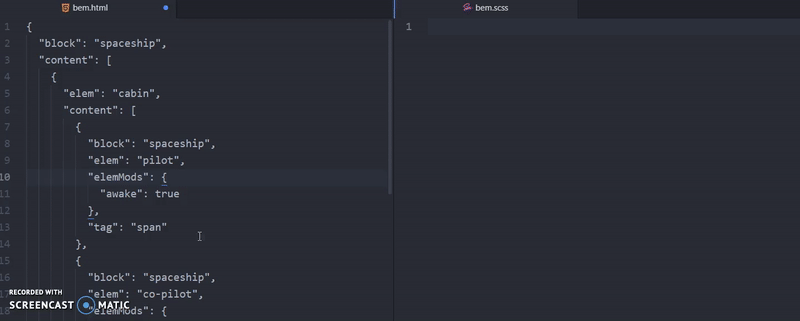 bem.html
bem.scss
1 {
2 "block": "spaceship",
3 "content": [
4 {
5 "elem": "cabin",
6 "content": [
7 {
8 "block": "spaceship",
9 "elem": "pilot",
10 "elemMods": {
11 "awake": true
12 },
13 "tag": "span"
14 },
15 {
16 "block": "spaceship",
17 "elem": "co-pilot",
18 "elemMods": {
1
RECORDED WITH
SCREENCAST MATIC